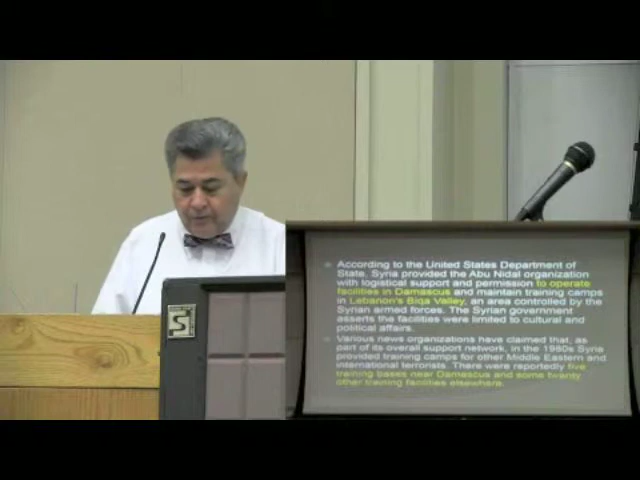 According to the United States Department of
State, Syria provided the Abu Nidal organization
with logistical support and permission to operate
facilities in Damascus and maintain training camps
in Lebanon's Biqa Valley, an area controlled by the
Syrian armed forces. The Syrian government
asserts the facilities were limited to cultural and
political affairs.
Various news organizations have claimed that, as
part of its overall support network, in the 1980s Syria
provided training camps for other Middle Eastern and
international terrorists. There were reportedly five
training bases near Damascus and some twenty
other training facilities elsewhere.
S